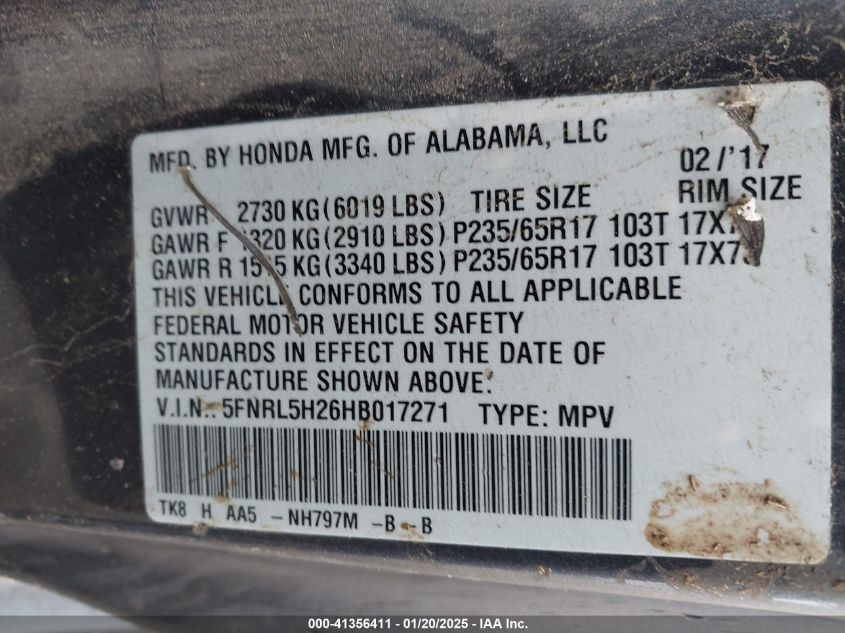 MFD. BY HONDA MFG. OF ALABAMA, LLC 02/'17
GVWR 2730 KG(6019 LBS) TIRE SIZE RIM SIZE
GAWR F 1320 KG(2910 LBS) P235/65R17 103T
GAWR R KG(3340 LBS) P235/65R17 103T
THIS VEHICLE CONFORMS TO ALL APPLICABLE
FEDERAL MOTOR VEHICLE SAFETY
STANDARDS IN EFFECT ON THE DATE OF
MANUFACTURE SHOWN ABOVE.
V.I.N.: 5FNRL5H26HB017271 TYPE: MPV
TK8 H AA5 -NH797M -B -B
000-41356411 / 01/20/2025 - IAA Inc.